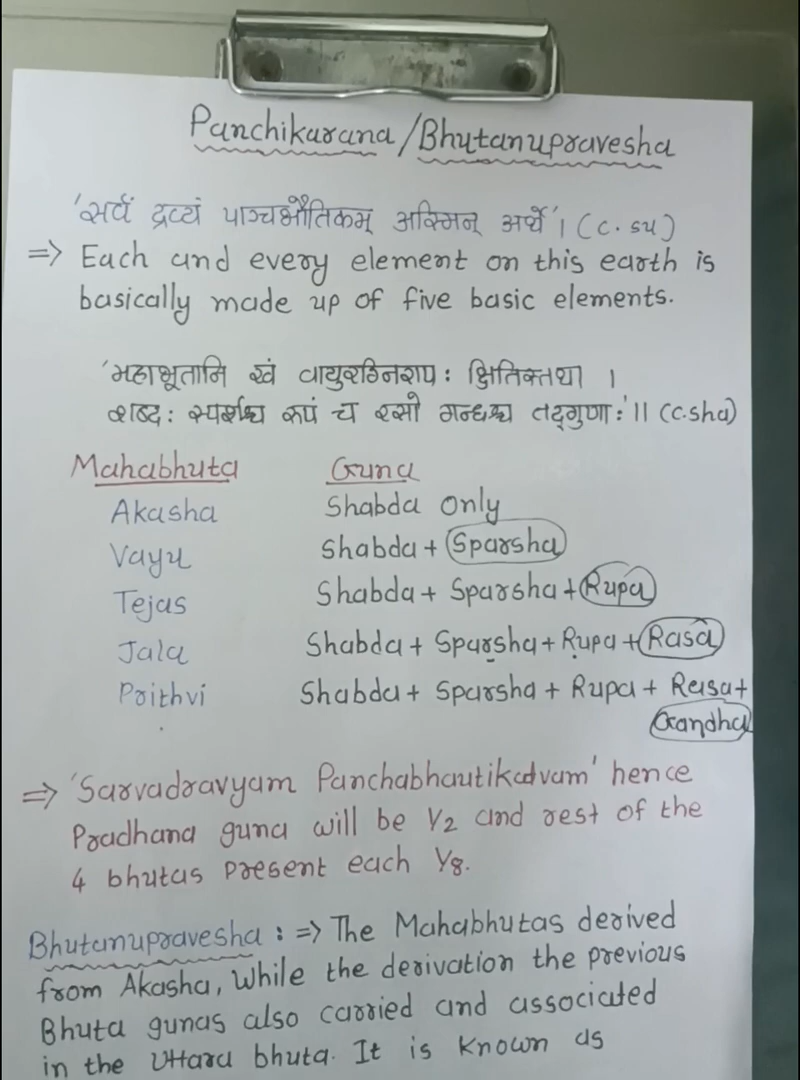 Panchikarana/Bhutanupravesha
'सर्वं द्रव्यं पाञ्चभौतिकम् अस्मिन् अर्थे'। (C. su)
=> Each and every element on this earth is
basically made up of five basic elements.
'महाभूतानि खं वायुरग्निरापः क्षितिक्तथा ।
शब्दः स्पर्शश्च रूपं च रसो गन्धश्च तद्गुणाः'॥ (C.sha)
Mahabhuta Guna
Akasha Shabda Only
Vayu Shabda + Sparsha
Tejas Shabda + Sparsha + Rupa
Jala Shabda + Sparsha + Rupa + Rasa
Prithvi Shabda + Sparsha + Rupa + Rasa +
Gandha
=> 'Sarvadravyam Panchabhautikatvam' hence
Pradhana guna will be 1/2 and rest of the
4 bhutas present each 1/8.
Bhutanupravesha : => The Mahabhutas derived
from Akasha, While the derivation the previous
Bhuta gunas also carried and associated
in the Uttara bhuta. It is known as